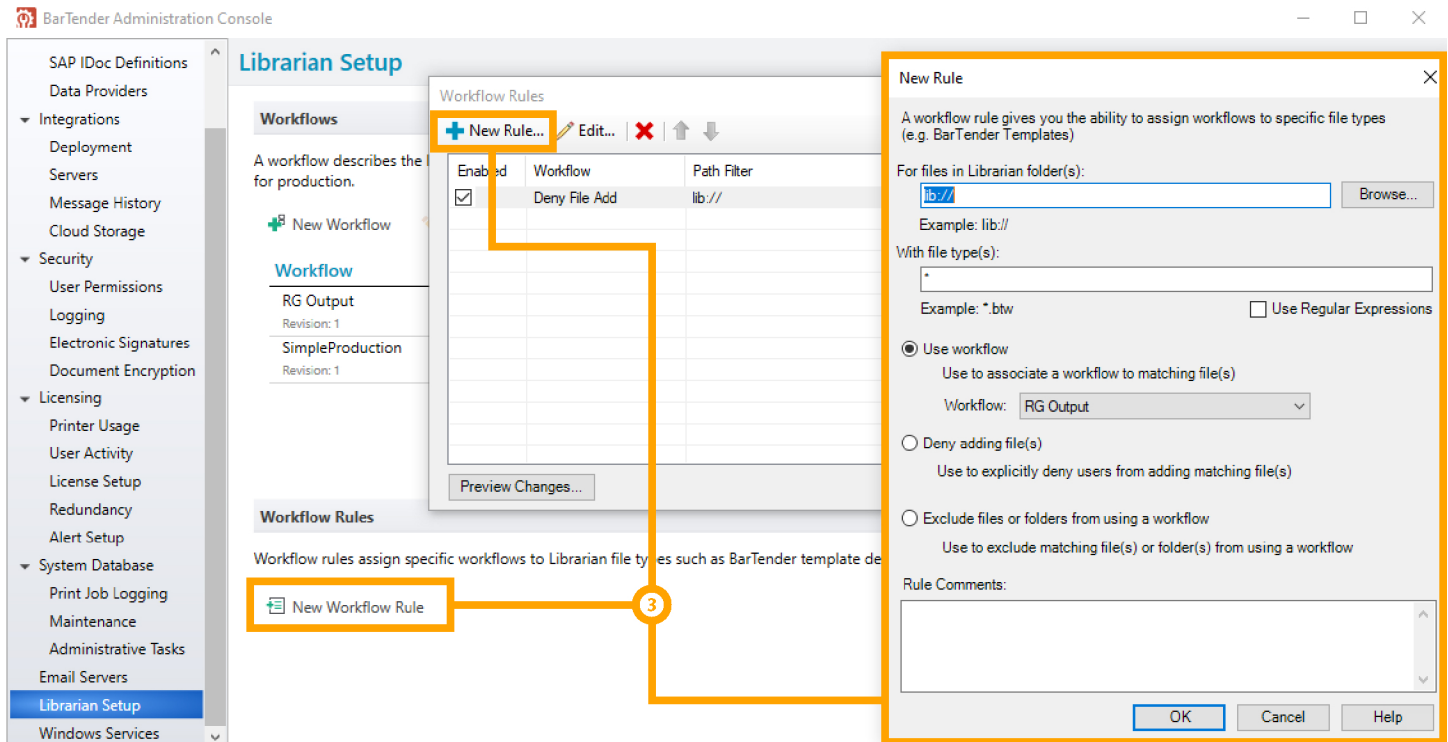 BarTender Administration Console
SAP IDoc Definitions
Data Providers
Integrations
Deployment
Servers
Message History
Cloud Storage
Security
User Permissions
Logging
Electronic Signatures
Document Encryption
Licensing
Printer Usage
User Activity
License Setup
Redundancy
Alert Setup
System Database
Print Job Logging
Maintenance
Administrative Tasks
Email Servers
Librarian Setup
Windows Services
Librarian Setup
Workflows
A workflow describes the
for production.
New Workflow
Workflow
RG Output
Revision: 1
SimpleProduction
Revision: 1
Workflow Rules
Workflow rules assign specific workflows to Librarian file types such as BarTender template de
New Workflow Rule
3
Workflow Rules
New Rule...
Edit...
Enabled Workflow Path Filter
Deny File Add lib://
Preview Changes...
New Rule
A workflow rule gives you the ability to assign workflows to specific file types
(e.g. BarTender Templates)
For files in Librarian folder(s):
lib:// Browse...
Example: lib://
With file type(s):
*
Example: *.btw Use Regular Expressions
Use workflow
Use to associate a workflow to matching file(s)
Workflow: RG Output
Deny adding file(s)
Use to explicitly deny users from adding matching file(s)
Exclude files or folders from using a workflow
Use to exclude matching file(s) or folder(s) from using a workflow
Rule Comments:
OK Cancel Help